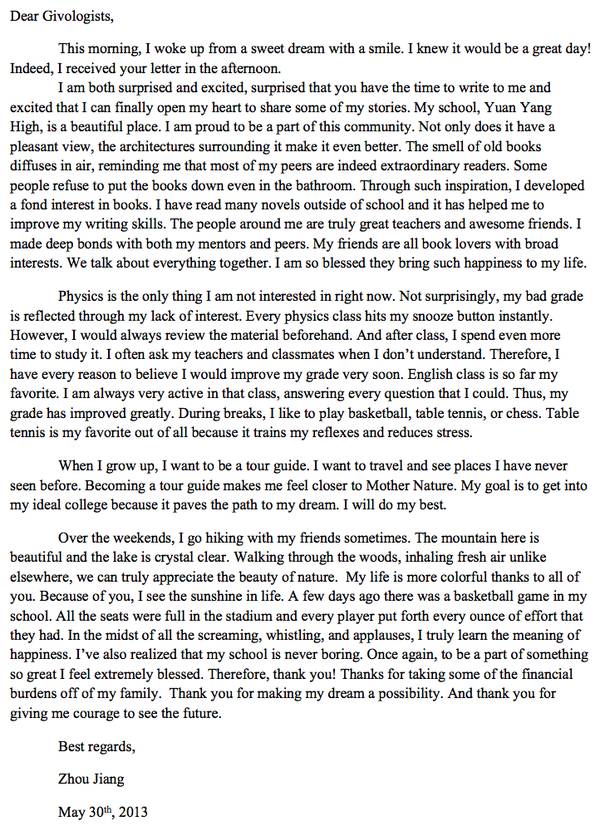 Dear Givologists,
This morning, I woke up from a sweet dream with a smile. I knew it would be a great day!
Indeed, I received your letter in the afternoon.
I am both surprised and excited, surprised that you have the time to write to me and
excited that I can finally open my heart to share some of my stories. My school, Yuan Yang
High, is a beautiful place. I am proud to be a part of this community. Not only does it have a
pleasant view, the architectures surrounding it make it even better. The smell of old books
diffuses in air, reminding me that most of my peers are indeed extraordinary readers. Some
people refuse to put the books down even in the bathroom. Through such inspiration, I developed
a fond interest in books. I have read many novels outside of school and it has helped me to
improve my writing skills. The people around me are truly great teachers and awesome friends. I
made deep bonds with both my mentors and peers. My friends are all book lovers with broad
interests. We talk about everything together. I am so blessed they bring such happiness to my life.
Physics is the only thing I am not interested in right now. Not surprisingly, my bad grade
is reflected through my lack of interest. Every physics class hits my snooze button instantly.
However, I would always review the material beforehand. And after class, I spend even more
time to study it. I often ask my teachers and classmates when I don’t understand. Therefore, I
have every reason to believe I would improve my grade very soon. English class is so far my
favorite. I am always very active in that class, answering every question that I could. Thus, my
grade has improved greatly. During breaks, I like to play basketball, table tennis, or chess. Table
tennis is my favorite out of all because it trains my reflexes and reduces stress.
When I grow up, I want to be a tour guide. I want to travel and see places I have never
seen before. Becoming a tour guide makes me feel closer to Mother Nature. My goal is to get into
my ideal college because it paves the path to my dream. I will do my best.
Over the weekends, I go hiking with my friends sometimes. The mountain here is
beautiful and the lake is crystal clear. Walking through the woods, inhaling fresh air unlike
elsewhere, we can truly appreciate the beauty of nature.  My life is more colorful thanks to all of
you. Because of you, I see the sunshine in life. A few days ago there was a basketball game in my
school. All the seats were full in the stadium and every player put forth every ounce of effort that
they had. In the midst of all the screaming, whistling, and applauses, I truly learn the meaning of
happiness. I’ve also realized that my school is never boring. Once again, to be a part of something
so great I feel extremely blessed. Therefore, thank you! Thanks for taking some of the financial
burdens off of my family.  Thank you for making my dream a possibility. And thank you for
giving me courage to see the future.
Best regards,
Zhou Jiang
May 30th, 2013